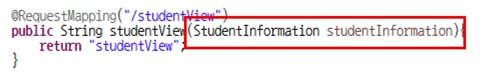 @RequestMapping("/studentView")
public String studentView(StudentInformation studentInformation){
return "studentView";
}